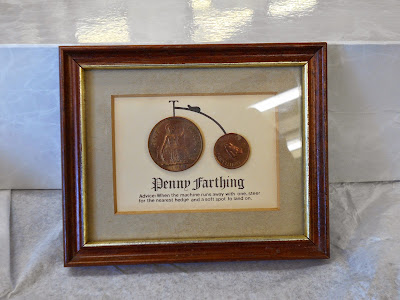 Penny Farthing
Advice: When the machine runs away with one, steer
for the nearest hedge and a soft spot to land on.